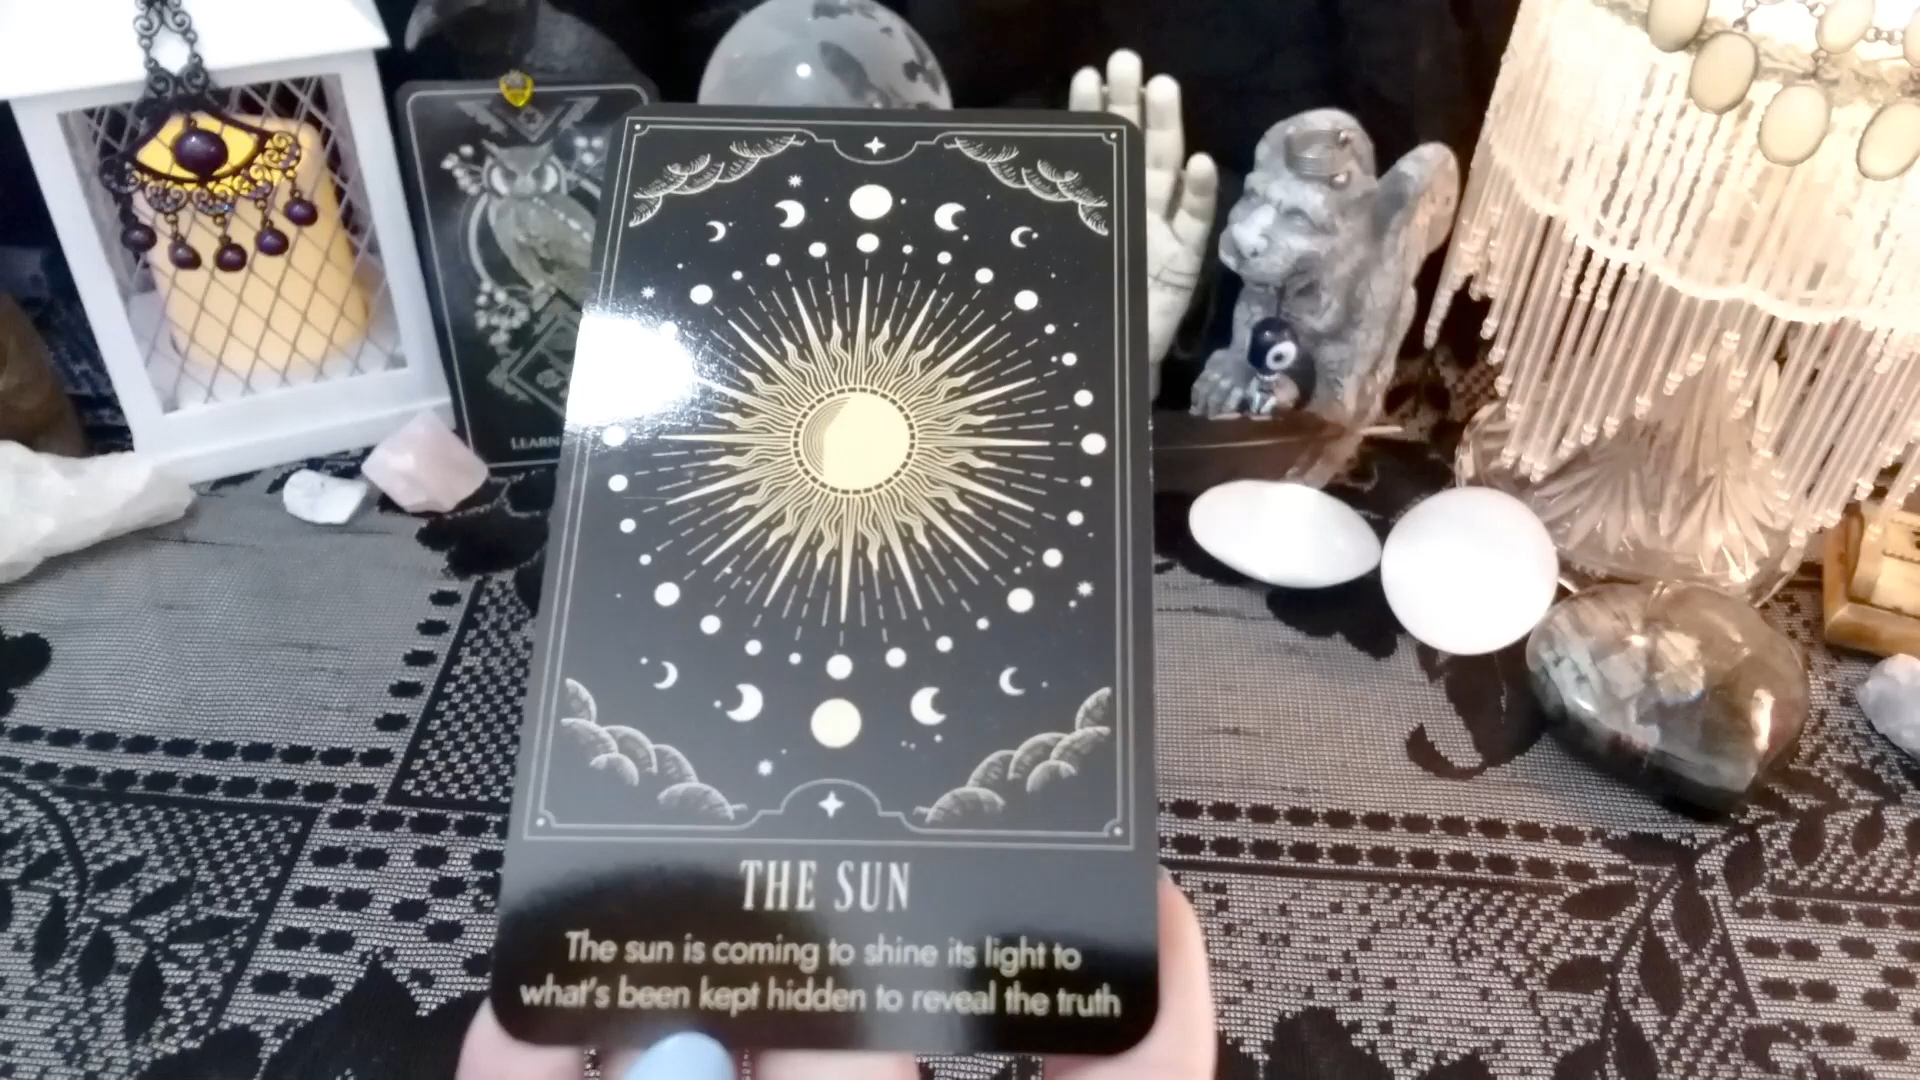 LEARN
THE SUN
The sun is coming to shine its light to
what's been kept hidden to reveal the truth